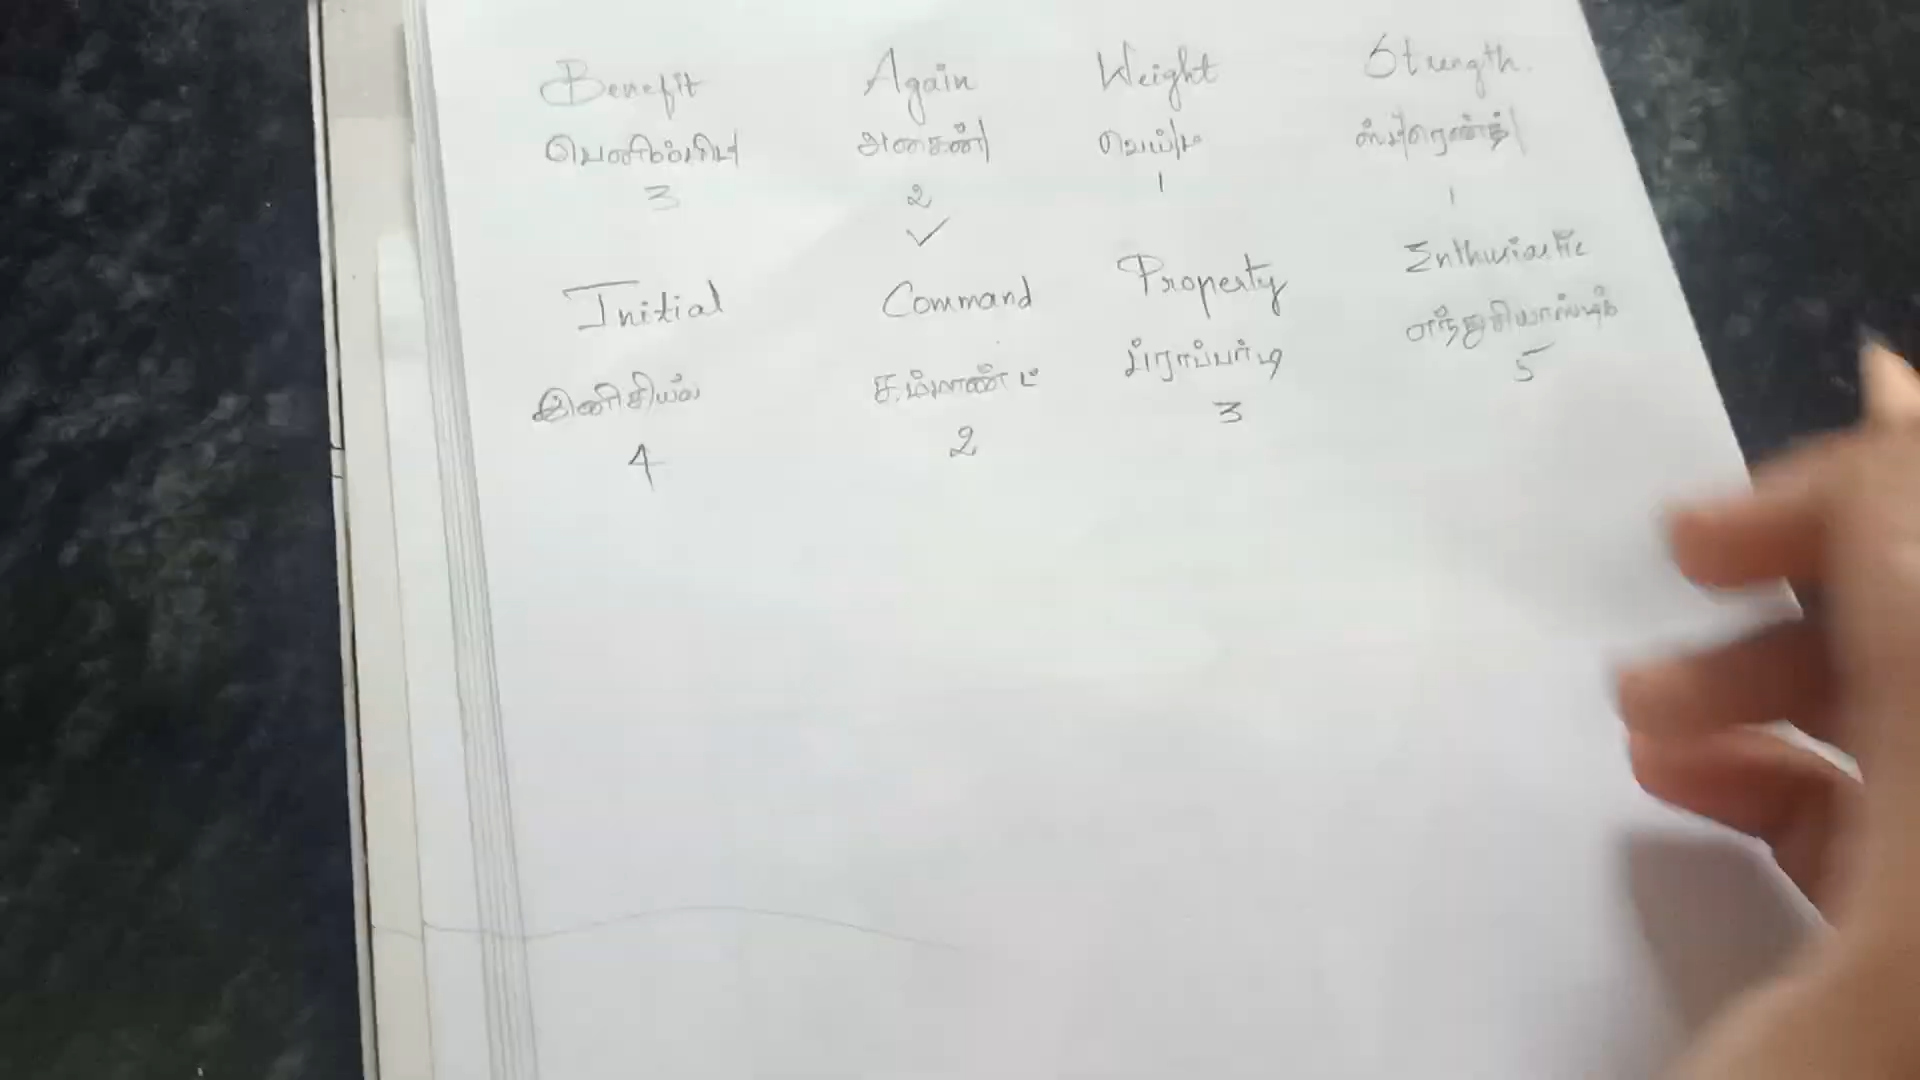 Benefit Again Weight Strength
பெனிஃபிட் அகைன் வெய்ட் ஸ்ட்ரெண்த்
3 2 1 1
✓
Initial Command Property Enthusiastic
இனிசியல் கம்மாண்ட் ப்ராப்பர்டி எந்துசியாஸ்டிக்
4 2 3 5